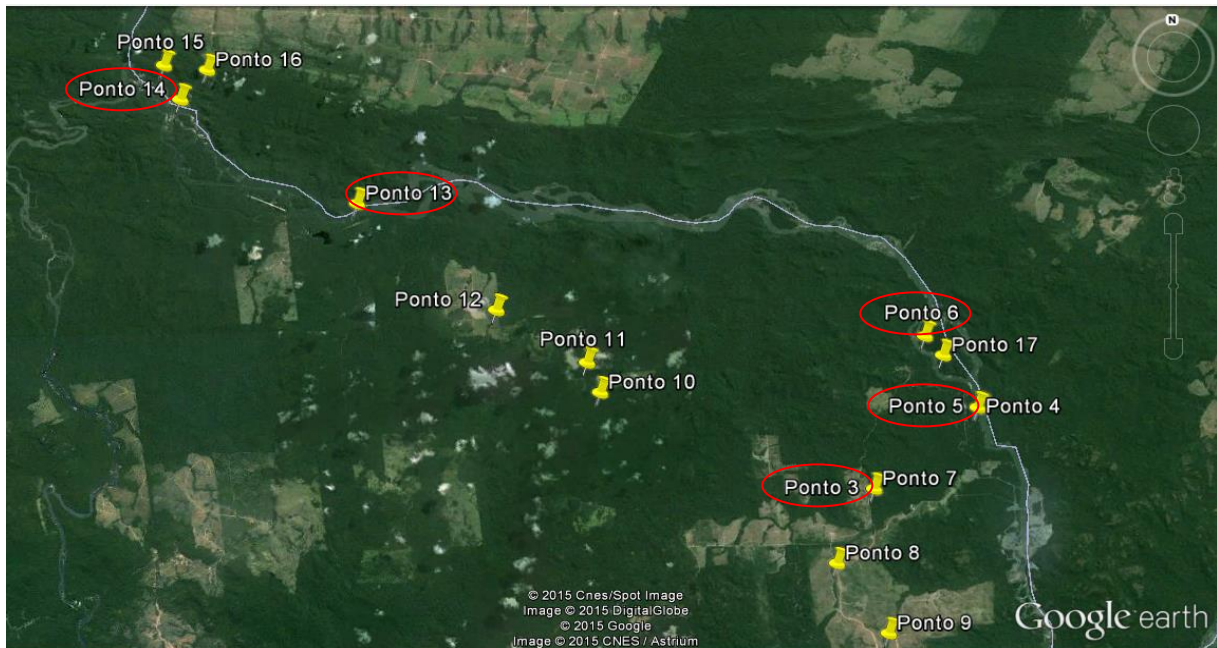 N
Ponto 15
Ponto 16
Ponto 14
Ponto 13
Ponto 12
Ponto 6
Ponto 11
Ponto 17
Ponto 10
Ponto 5
Ponto 4
Ponto 3
Ponto 7
Ponto 8
Ponto 9
© 2015 Cnes/Spot Image
Image © 2015 DigitalGlobe
© 2015 Google
Image © 2015 CNES / Astrium
Google earth